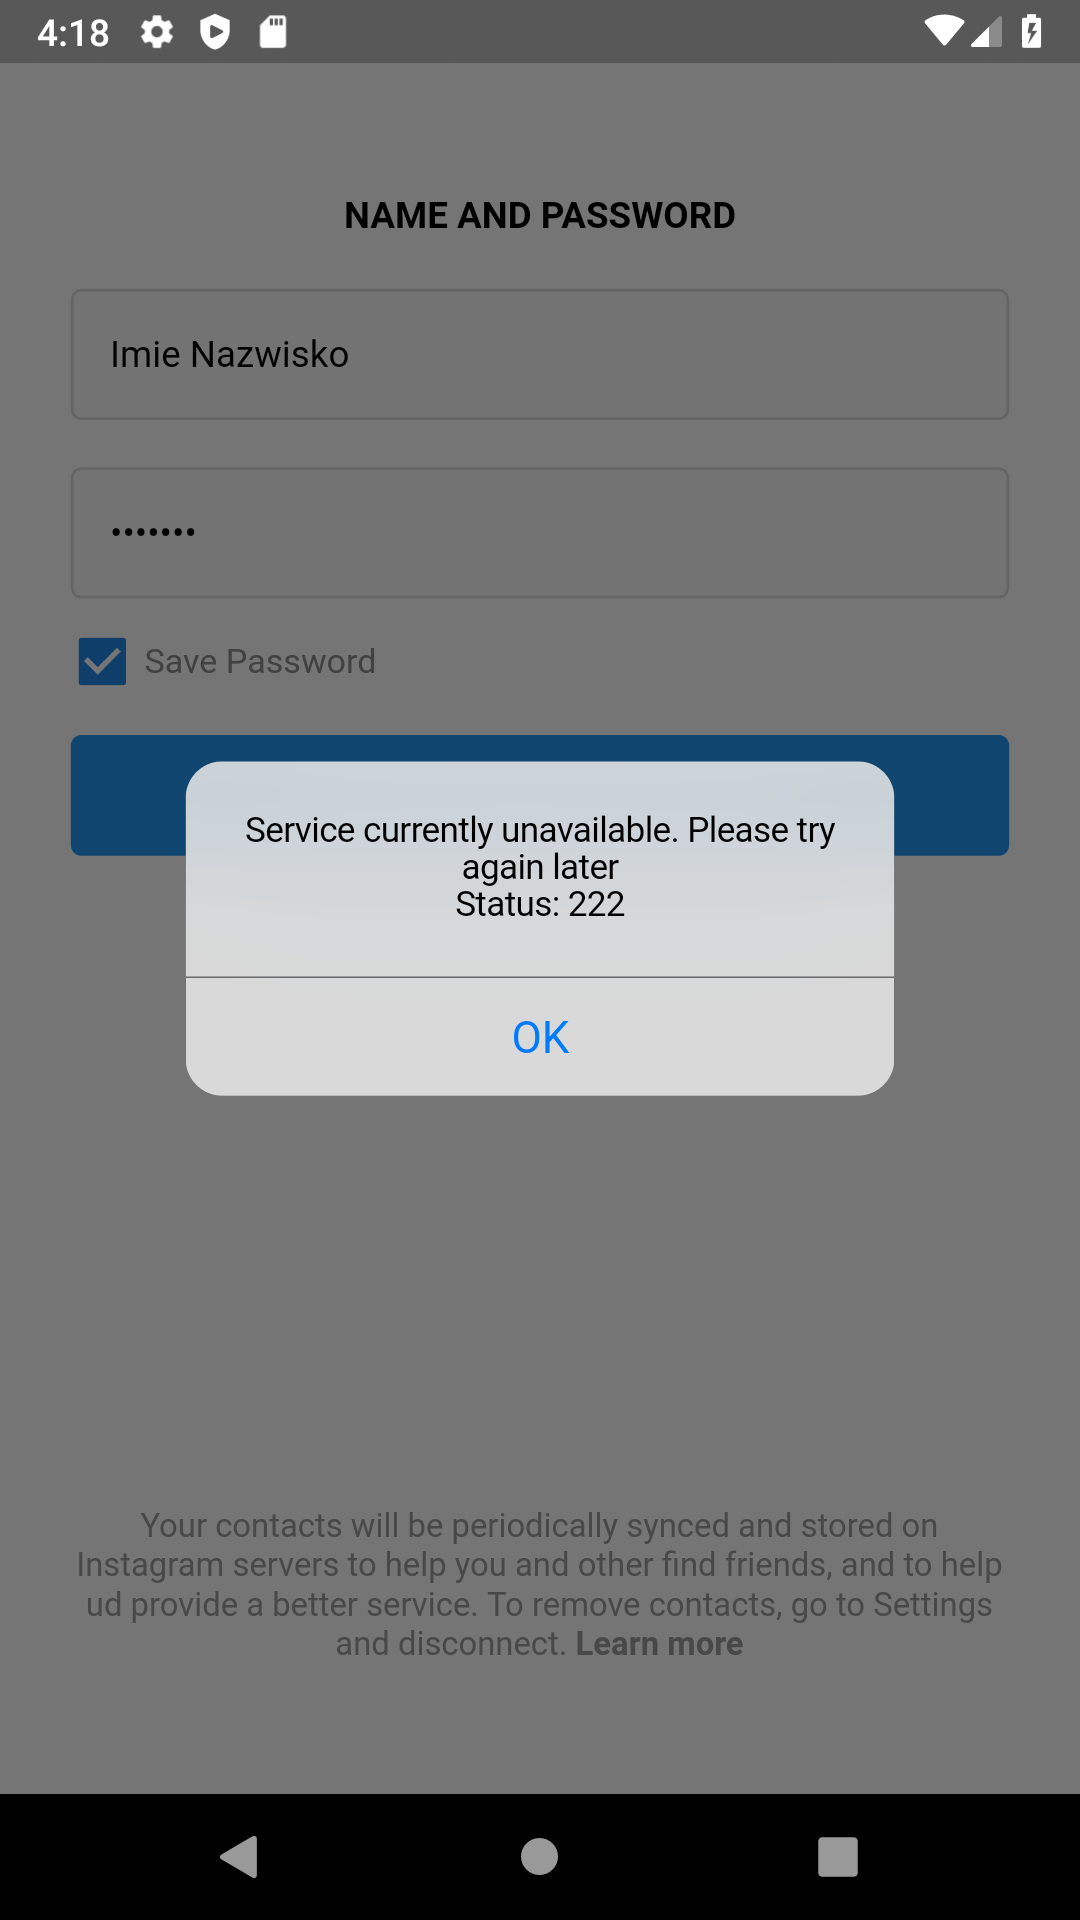 4:18
NAME AND PASSWORD
Imie Nazwisko
•••••••
Save Password
Service currently unavailable. Please try
again later
Status: 222
OK
Your contacts will be periodically synced and stored on
Instagram servers to help you and other find friends, and to help
ud provide a better service. To remove contacts, go to Settings
and disconnect. Learn more